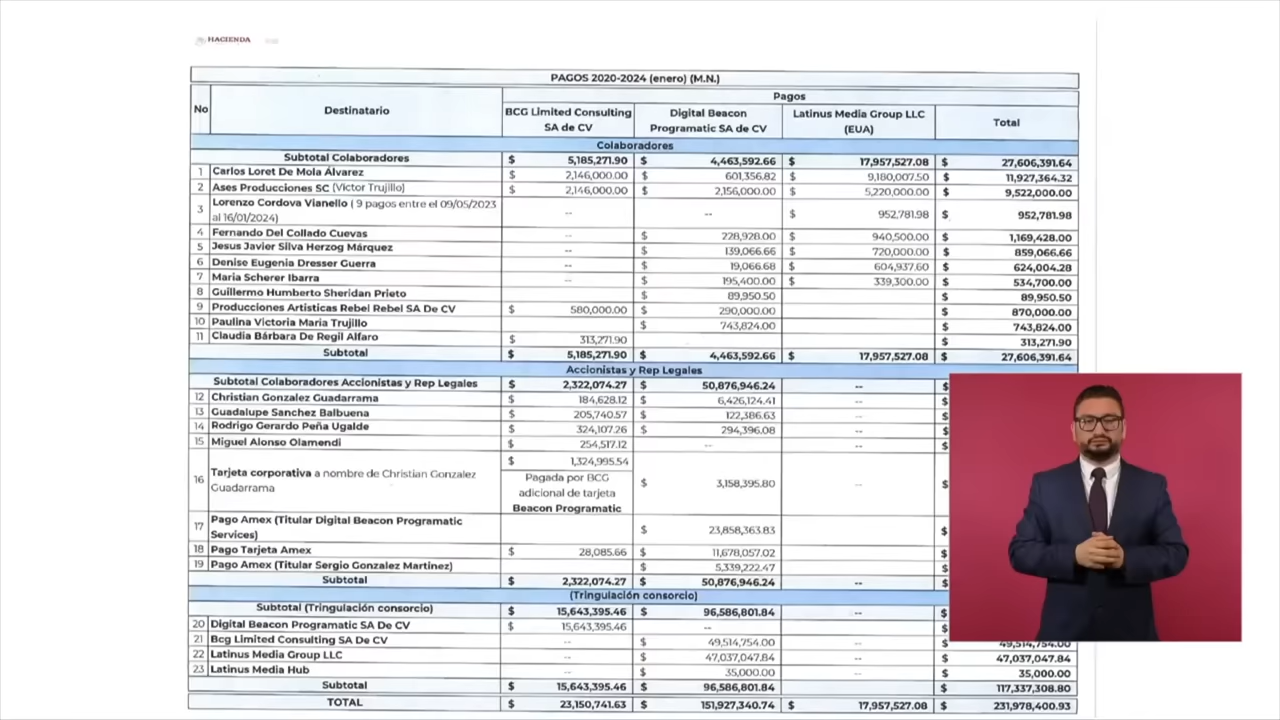 HACIENDA
PAGOS 2020-2024 (enero) (M.N.)
No Destinatario Pagos
BCG Limited Consulting SA de CV Digital Beacon Programatic SA de CV Latinus Media Group LLC (EUA) Total
Colaboradores
Subtotal Colaboradores $ 5,185,271.90 $ 4,463,592.66 $ 17,957,527.08 $ 27,606,391.64
1 Carlos Loret De Mola Álvarez $ 2,146,000.00 601,356.82 $ 9,180,007.50 $ 11,927,364.32
2 Ases Producciones SC (Victor Trujillo) $ 2,146,000.00 $ 2,156,000.00 $ 5,220,000.00 $ 9,522,000.00
3 Lorenzo Cordova Vianello ( 9 pagos entre el 09/05/2023 al 16/01/2024) -- -- $ 952,781.98 $ 952,781.98
4 Fernando Del Collado Cuevas -- $ 228,928.00 $ 940,500.00 $ 1,169,428.00
5 Jesus Javier Silva Herzog Márquez -- $ 139,066.66 $ 720,000.00 $ 859,066.66
6 Denise Eugenia Dresser Guerra -- $ 19,066.68 $ 604,937.60 $ 624,004.28
7 Maria Scherer Ibarra -- $ 195,400.00 $ 339,300.00 $ 534,700.00
8 Guillermo Humberto Sheridan Prieto $ 89,950.50 $ 89,950.50
9 Producciones Artisticas Rebel Rebel SA De CV $ 580,000.00 $ 290,000.00 $ 870,000.00
10 Paulina Victoria Maria Trujillo $ 743,824.00 $ 743,824.00
11 Claudia Bárbara De Regil Alfaro $ 313,271.90 $ 313,271.90
Subtotal $ 5,185,271.90 $ 4,463,592.66 $ 17,957,527.08 $ 27,606,391.64
Accionistas y Rep Legales
Subtotal Colaboradores Accionistas y Rep Legales $ 2,322,074.27 $ 50,876,946.24 -- $
12 Christian Gonzalez Guadarrama $ 184,628.12 $ 6,426,124.41 -- $
13 Guadalupe Sanchez Balbuena $ 205,740.57 $ 122,386.63 -- $
14 Rodrigo Gerardo Peña Ugalde $ 324,107.26 $ 294,396.08 -- $
15 Miguel Alonso Olamendi $ 254,517.12 -- -- $
16 Tarjeta corporativa a nombre de Christian Gonzalez Guadarrama $ 1,324,995.54 Pagada por BCG adicional de tarjeta Beacon Programatic $ 3,158,395.80 -- $
17 Pago Amex (Titular Digital Beacon Programatic Services) $ 23,858,363.83 $
18 Pago Tarjeta Amex $ 28,085.66 $ 11,678,057.02 $
19 Pago Amex (Titular Sergio Gonzalez Martinez) $ 5,339,222.47 $
Subtotal $ 2,322,074.27 $ 50,876,946.24 -- $
(Tringulación consorcio)
Subtotal (Tringulación consorcio) $ 15,643,395.46 $ 96,586,801.84 -- $
20 Digital Beacon Programatic SA De CV $ 15,643,395.46 -- $
21 Bcg Limited Consulting SA De CV -- $ 49,514,754.00 -- $ 49,514,754.00
22 Latinus Media Group LLC -- $ 47,037,047.84 -- $ 47,037,047.84
23 Latinus Media Hub -- $ 35,000.00 -- $ 35,000.00
Subtotal $ 15,643,395.46 $ 96,586,801.84 -- $ 117,337,308.80
TOTAL $ 23,150,741.63 $ 151,927,340.74 $ 17,957,527.08 $ 231,978,400.93